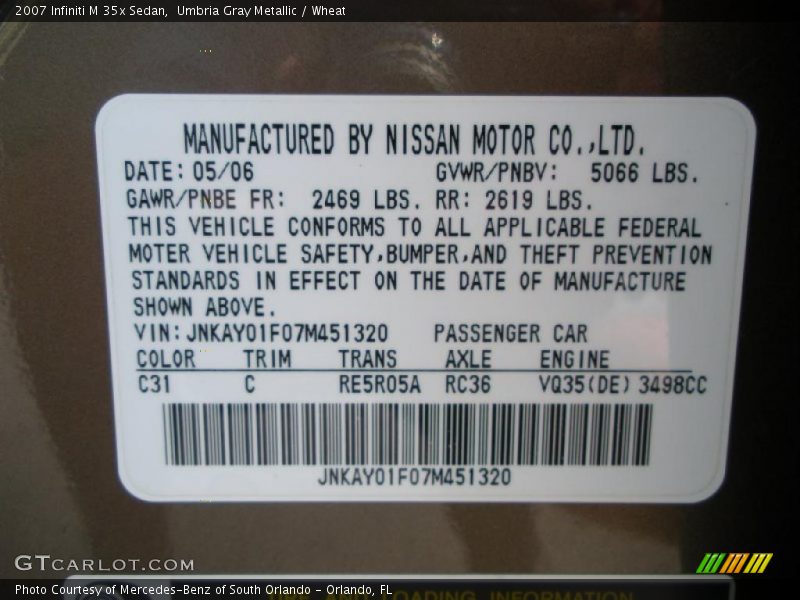 2007 Infiniti M 35x Sedan,  Umbria Gray Metallic / Wheat
MANUFACTURED BY NISSAN MOTOR CO.,LTD.
DATE: 05/06 GVWR/PNBV: 5066 LBS.
GAWR/PNBE FR: 2469 LBS. RR: 2619 LBS.
THIS VEHICLE CONFORMS TO ALL APPLICABLE FEDERAL
MOTER VEHICLE SAFETY,BUMPER,AND THEFT PREVENTION
STANDARDS IN EFFECT ON THE DATE OF MANUFACTURE
SHOWN ABOVE.
VIN: JNKAY01F07M451320 PASSENGER CAR
COLOR TRIM TRANS AXLE ENGINE
C31 C RE5R05A RC36 VQ35(DE) 3498CC
JNKAY01F07M451320
GTCARLOT.COM
Photo Courtesy of Mercedes-Benz of South Orlando - Orlando, FL
AND LOADING INFORMATION